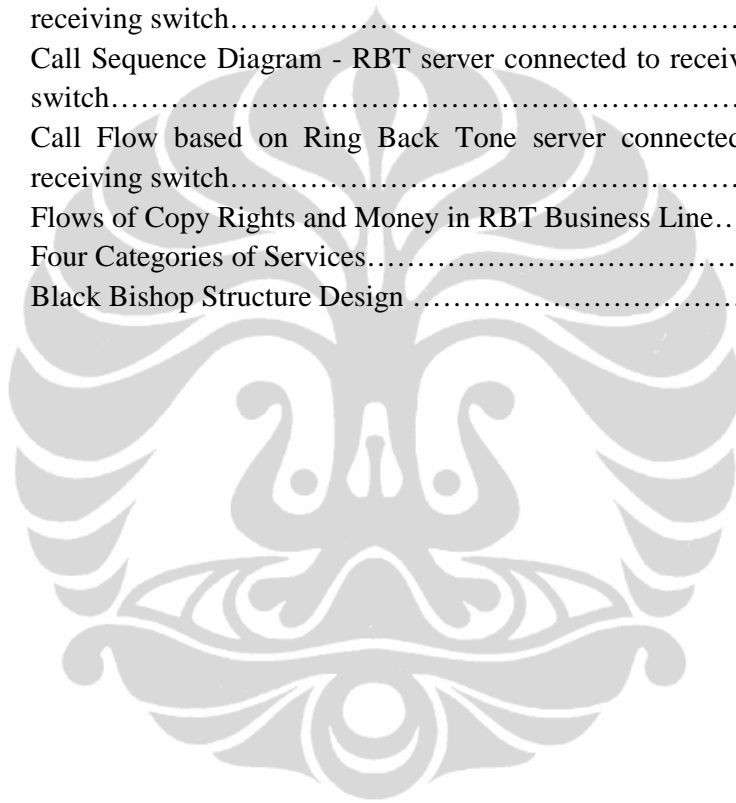 receiving switch…………………………………………………………
Call Sequence Diagram - RBT server connected to
switch……………………………………………………………………
Call Flow based on Ring Back Tone server connected
receiving switch…………………………………………………………
Flows of Copy Rights and Money in RBT Business Line…
Four Categories of Services…………………………………………
Black Bishop Structure Design ……………………………………